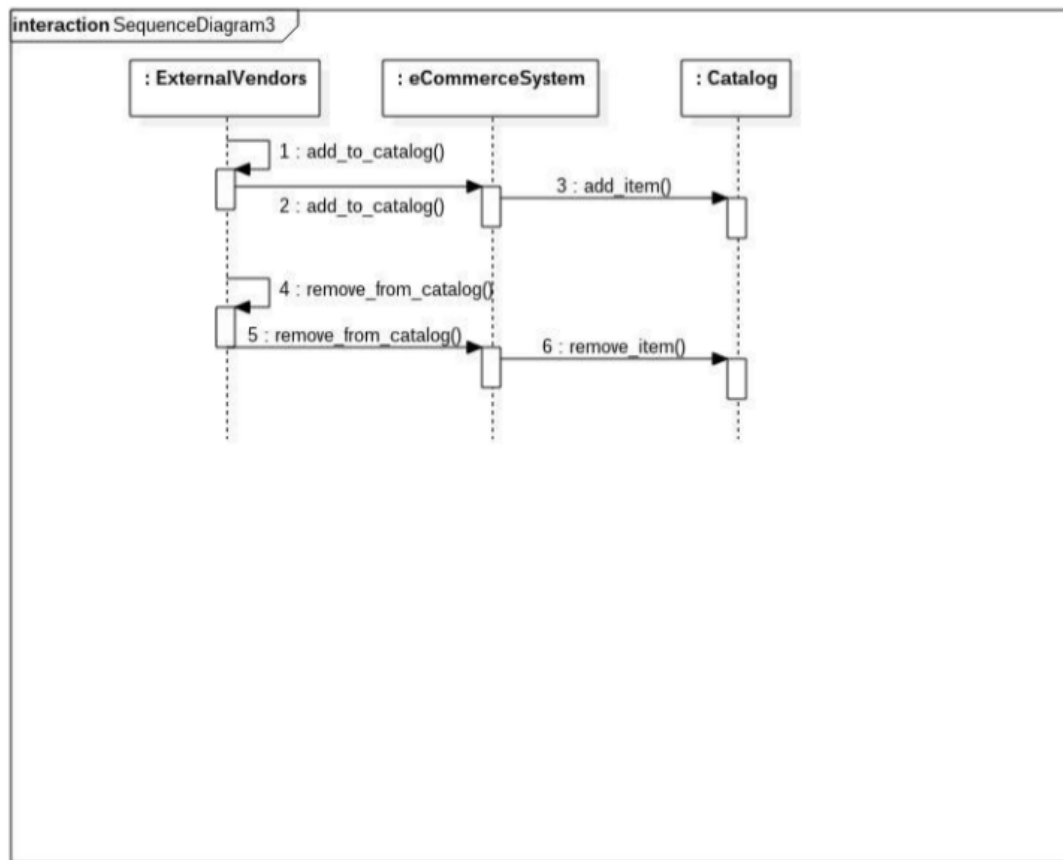 interaction SequenceDiagram3
: ExternalVendors
: eCommerceSystem
: Catalog
1 : add_to_catalog()
2 : add_to_catalog()
3 : add_item()
4 : remove_from_catalog()
5 : remove_from_catalog()
6 : remove_item()